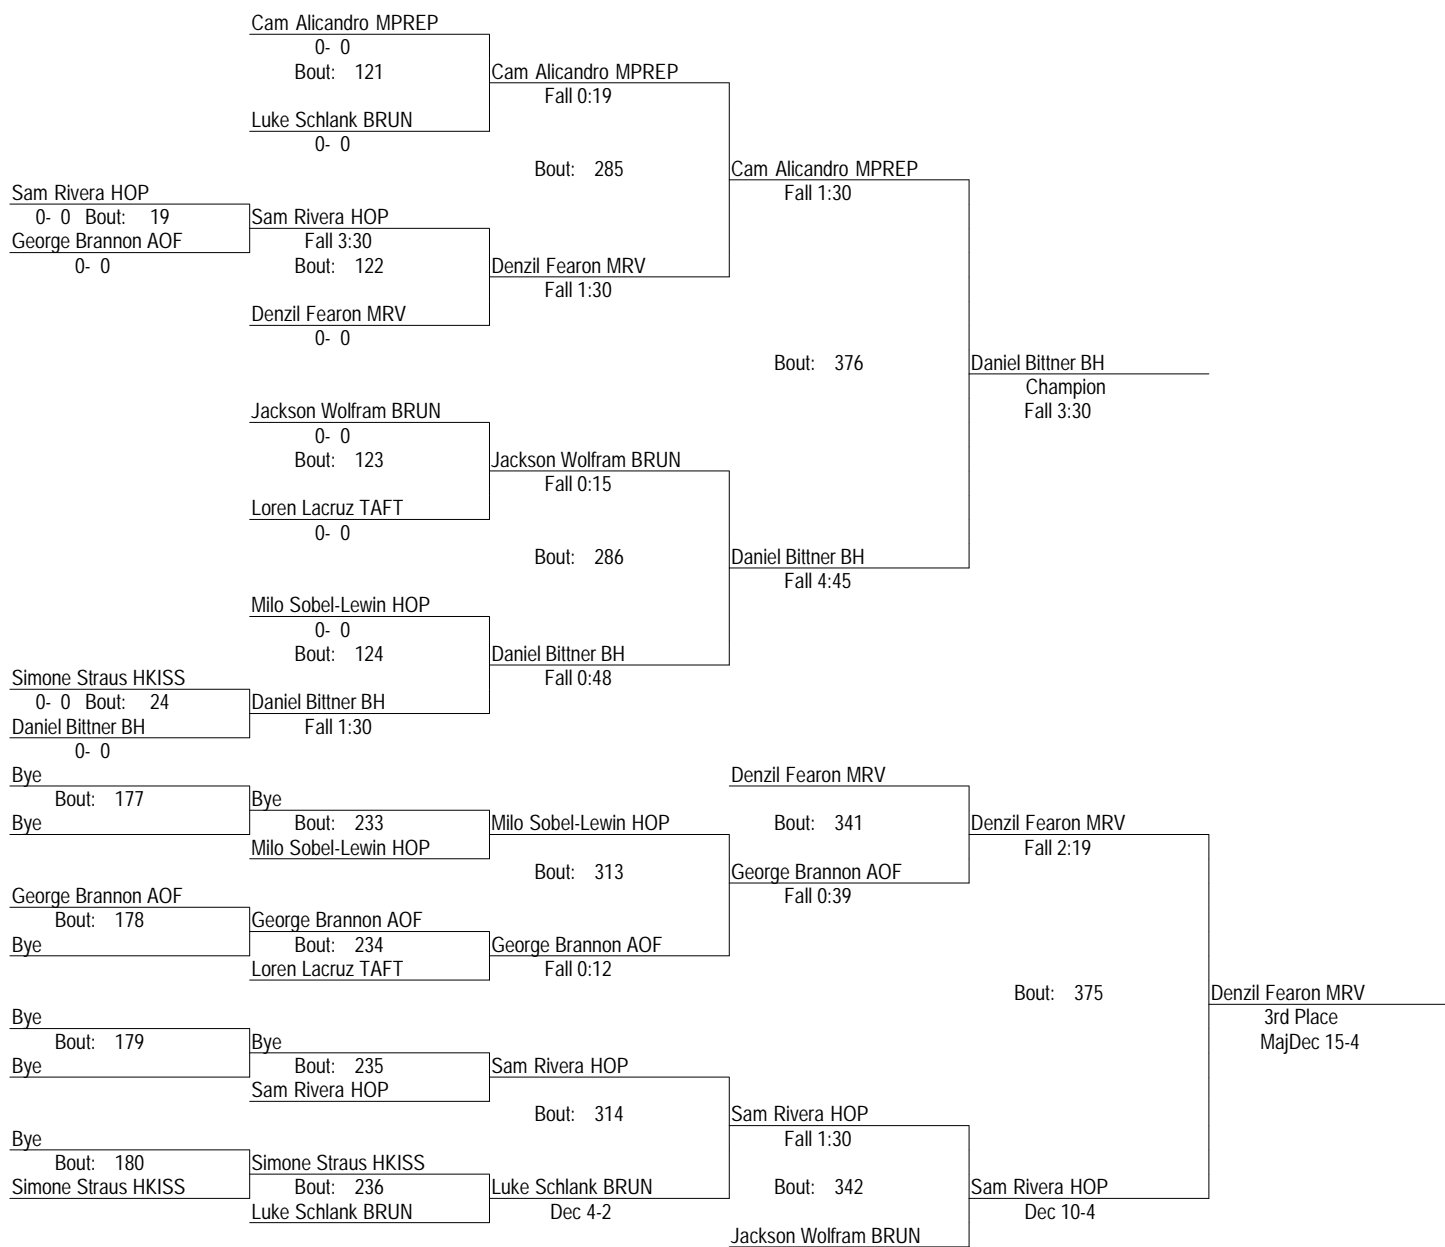 Cam Alicandro MPREP
0- 0
Bout: 121
Cam Alicandro MPREP
Fall 0:19
Luke Schlank BRUN
0- 0
Bout: 285
Cam Alicandro MPREP
Fall 1:30
Sam Rivera HOP
0- 0 Bout: 19
Sam Rivera HOP
George Brannon AOF
Fall 3:30
0- 0
Bout: 122
Denzil Fearon MRV
Fall 1:30
Denzil Fearon MRV
0- 0
Bout: 376
Daniel Bittner BH
Champion
Fall 3:30
Jackson Wolfram BRUN
0- 0
Bout: 123
Jackson Wolfram BRUN
Fall 0:15
Loren Lacruz TAFT
0- 0
Bout: 286
Daniel Bittner BH
Fall 4:45
Milo Sobel-Lewin HOP
0- 0
Bout: 124
Daniel Bittner BH
Fall 0:48
Simone Straus HKISS
0- 0 Bout: 24
Daniel Bittner BH
Daniel Bittner BH
Fall 1:30
0- 0
Bye
Denzil Fearon MRV
Bout: 177
Bye
Bye
Bout: 233
Milo Sobel-Lewin HOP
Bout: 341
Denzil Fearon MRV
Milo Sobel-Lewin HOP
Fall 2:19
Bout: 313
George Brannon AOF
Fall 0:39
George Brannon AOF
Bout: 178
George Brannon AOF
Bye
Bout: 234
George Brannon AOF
Loren Lacruz TAFT
Fall 0:12
Bout: 375
Denzil Fearon MRV
3rd Place
MajDec 15-4
Bye
Bout: 179
Bye
Bye
Bout: 235
Sam Rivera HOP
Sam Rivera HOP
Bout: 314
Sam Rivera HOP
Fall 1:30
Bye
Bout: 180
Simone Straus HKISS
Simone Straus HKISS
Bout: 236
Luke Schlank BRUN
Bout: 342
Sam Rivera HOP
Luke Schlank BRUN
Dec 4-2
Dec 10-4
Jackson Wolfram BRUN